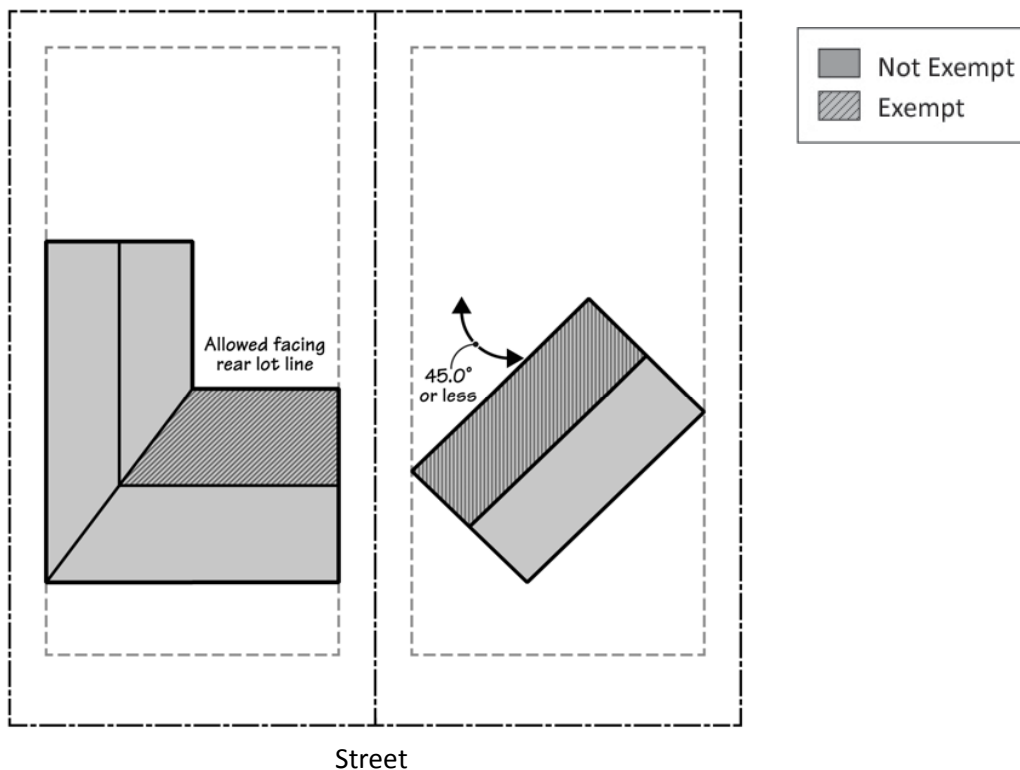 Not Exempt
Exempt
Allowed facing
rear lot line
45.0°
or less
Street